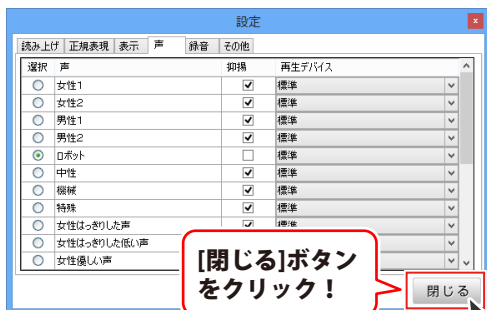 設定
x
読み上げ 正規表現 表示 声 録音 その他
選択 声 抑揚 再生デバイス
女性1 標準
女性2 標準
男性1 標準
男性2 標準
ロボット 標準
中性 標準
機械 標準
特殊 標準
女性はっきりした声 標準
女性はっきりした低い声
女性優しい声
[閉じる]ボタン
をクリック！
閉じる